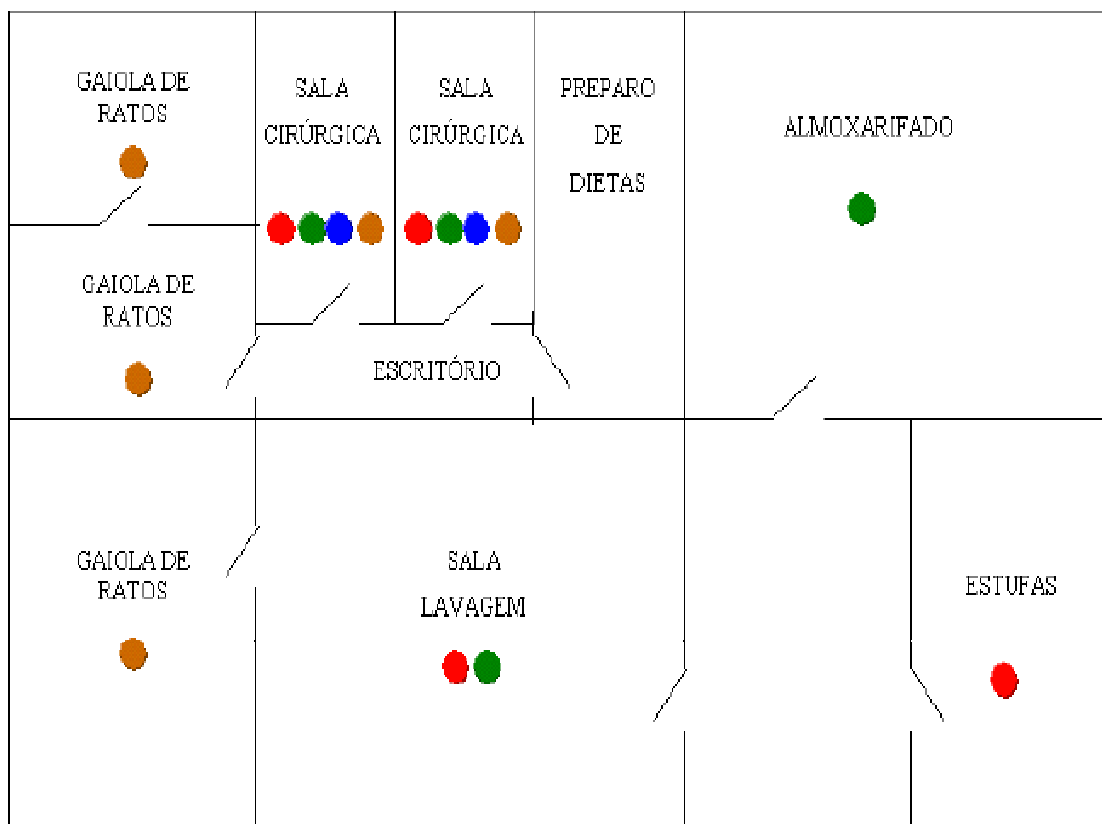 GAIOLA DE
RATOS
SALA
CIRÚRGICA
SALA
CIRÚRGICA
PREPARO
DE
DIETAS
ALMOXARIFADO
GAIOLA DE
RATOS
ESCRITÓRIO
GAIOLA DE
RATOS
SALA
LAVAGEM
ESTUFAS